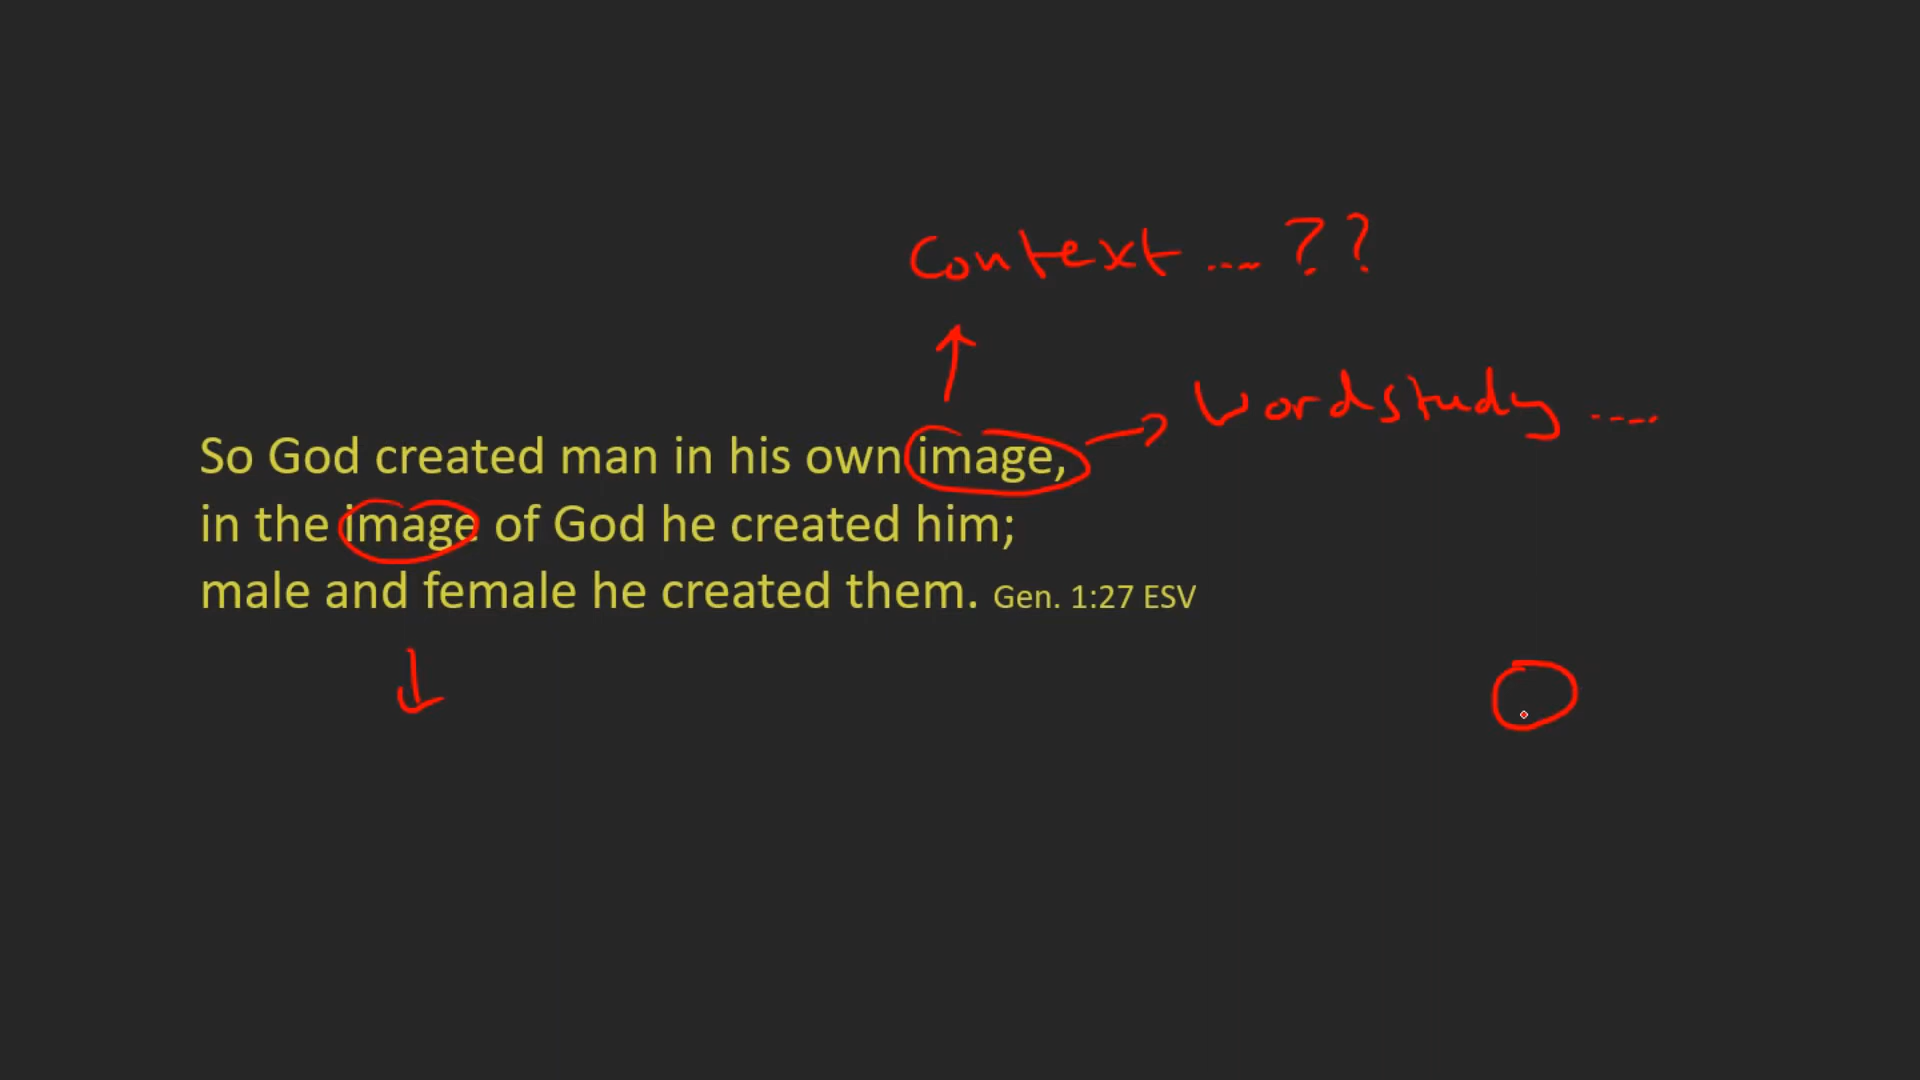 Context .... ??
Wordstudy ....
So God created man in his own image,
in the image of God he created him;
male and female he created them. Gen. 1:27 ESV